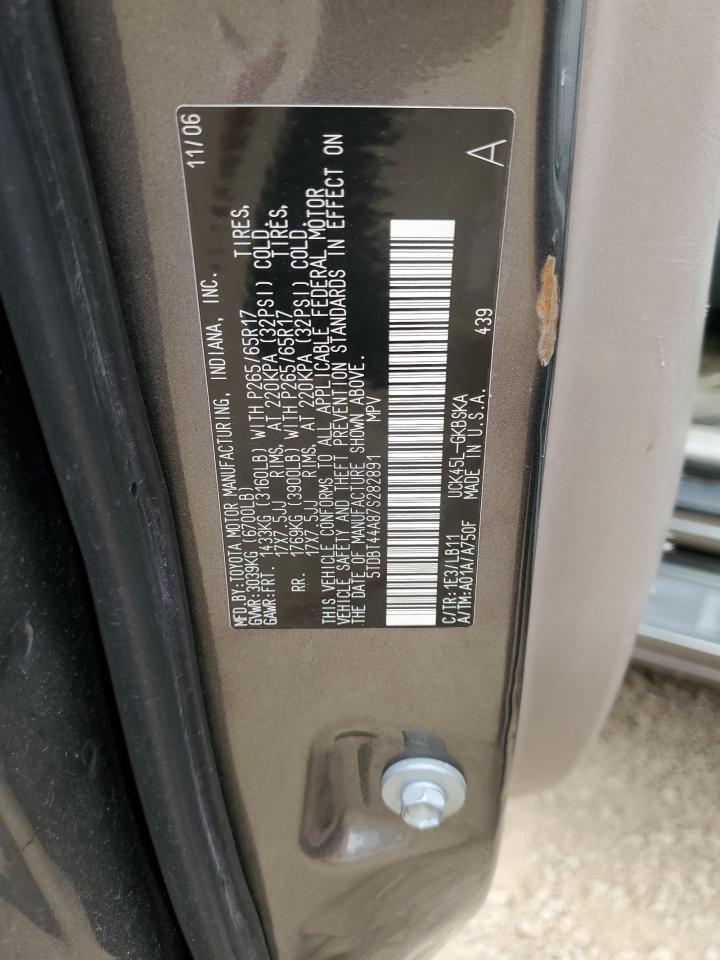 11/06
MFD.BY:TOYOTA MOTOR MANUFACTURING, INDIANA, INC.
GVWR:3039KG (6700LB)
GAWR:FRT. 1433KG (3160LB) WITH P265/65R17 TIRES,
17X7.5JJ RIMS, AT 220KPA (32PSI) COLD.
RR. 1769KG (3900LB) WITH P265/65R17 TIRES,
17X7.5JJ RIMS, AT 220KPA (32PSI) COLD.
THIS VEHICLE CONFORMS TO ALL APPLICABLE FEDERAL MOTOR
VEHICLE SAFETY AND THEFT PREVENTION STANDARDS IN EFFECT ON
THE DATE OF MANUFACTURE SHOWN ABOVE.
5TDBT44A87S282891 MPV
C/TR:1E3/LB11 UCK45L-GKBSKA
A/TM:A01A/A750F MADE IN U.S.A. 439
A